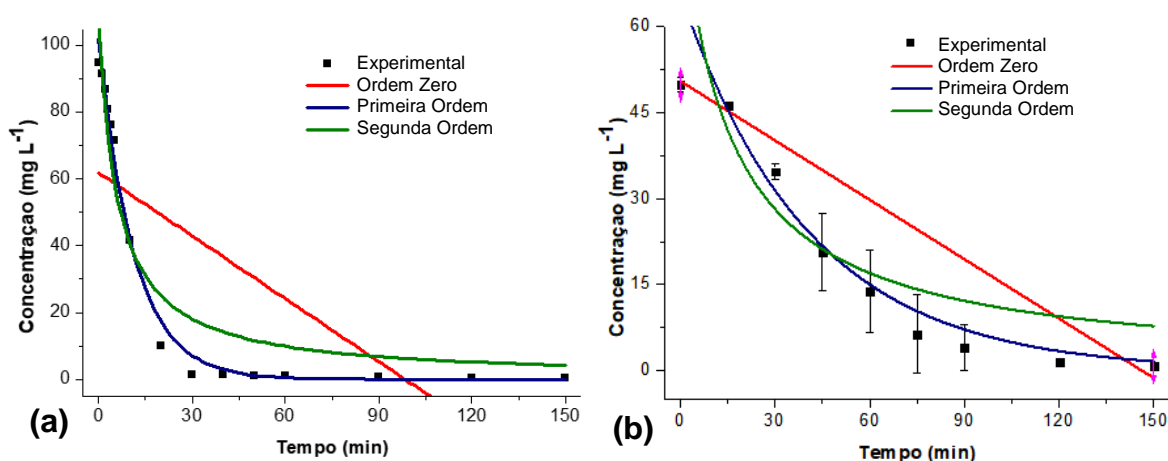 100
80
60
40
20
0
Concentraçao (mg L⁻¹)
Experimental
Ordem Zero
Primeira Ordem
Segunda Ordem
0 30 60 90 120 150
Tempo (min)
(a)
60
45
30
15
0
Concentração (mg L⁻¹)
Experimental
Ordem Zero
Primeira Ordem
Segunda Ordem
0 30 60 90 120 150
Tempo (min)
(b)